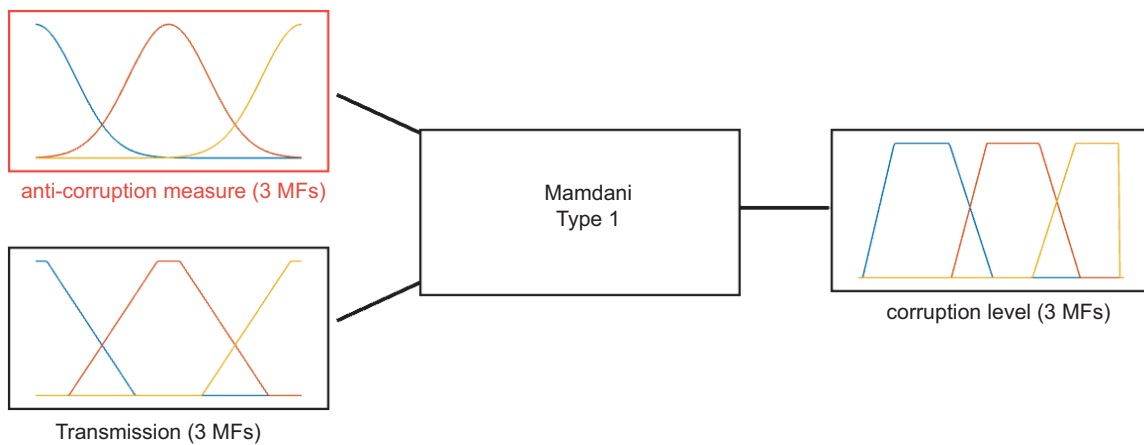 anti-corruption measure (3 MFs)
Mamdani
Type 1
corruption level (3 MFs)
Transmission (3 MFs)